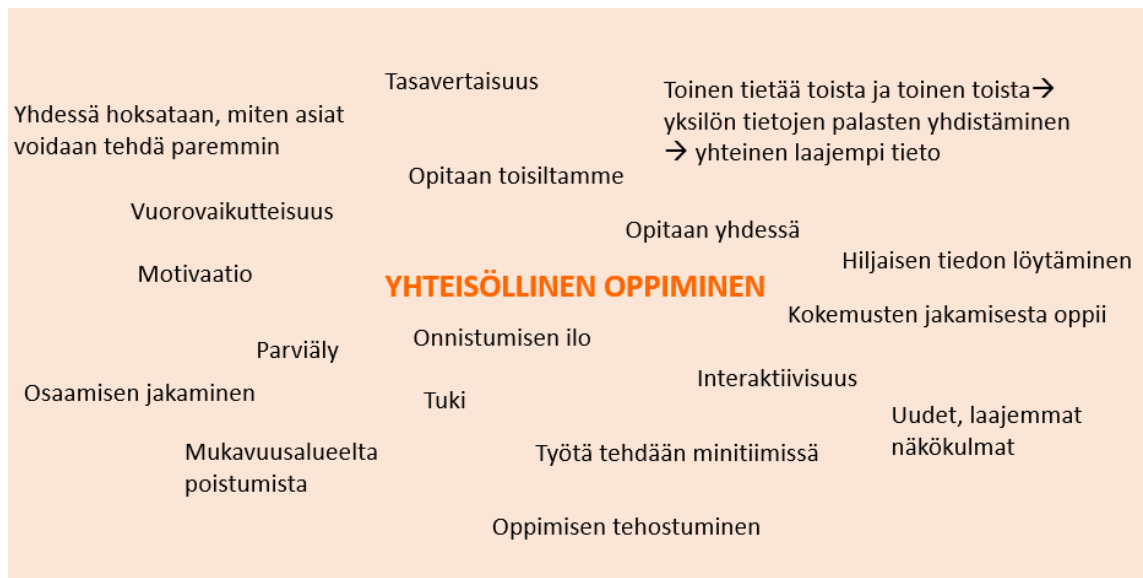 Tasavertaisuus
Yhdessä hoksataan, miten asiat
voidaan tehdä paremmin
Toinen tietää toista ja toinen toista→
yksilön tietojen palasten yhdistäminen
→ yhteinen laajempi tieto
Opitaan toisiltamme
Vuorovaikutteisuus
Opitaan yhdessä
Hiljaisen tiedon löytäminen
Motivaatio
YHTEISÖLLINEN OPPIMINEN
Kokemusten jakamisesta oppii
Onnistumisen ilo
Parviäly
Interaktiivisuus
Osaamisen jakaminen
Tuki
Uudet, laajemmat
näkökulmat
Mukavuusalueelta
poistumista
Työtä tehdään minitiimissä
Oppimisen tehostuminen